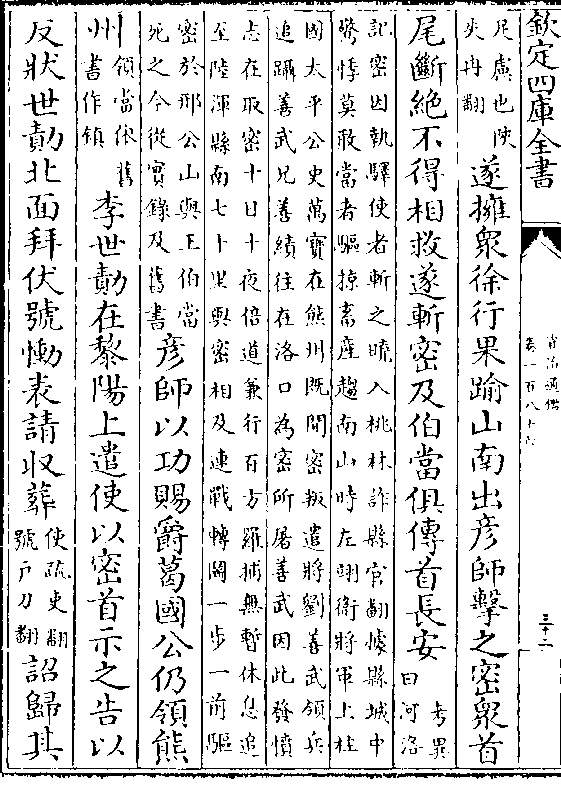 欽定四庫全書
資治通鑑
卷一百八十六
三十二
足慮也陜
失冉翻
遂擁衆徐行果踰山南出彥師擊之密衆首
尾斷絶不得相救遂斬密及伯當俱傳首長安
考異
曰河洛
記密因執驛使者斬之曉入桃林詐縣官翻據縣城中
驚悸莫敢當者驅掠畜產趨南山時左翊衛將軍上柱
國太平公史萬寶在熊州既聞密叛遣將劉善武領兵
追躡善武兄善績往在洛口為密所屠善武因此發憤
志在取密十日十夜倍道兼行百方羅捕無暫休息追
至陸渾縣南七十里與密相及連戰轉鬬一步一前驅
密於邢公山與王伯當
死之今從實錄及舊書
彥師以功賜爵葛國公仍領熊
州
領當依舊
書作鎮
李世勣在黎陽上遣使以密首示之告以
反狀世勣北面拜伏號慟表請收葬
使疏吏翻
號戶刀翻
詔歸其